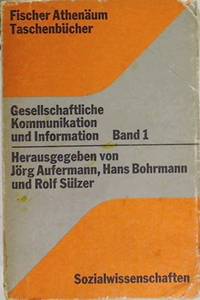 Fischer Athenäum
Taschenbücher
Gesellschaftliche
Kommunikation
und Information Band 1
Herausgegeben von
Jörg Aufermann, Hans Bohrmann
und Rolf Sülzer
Sozialwissenschaften